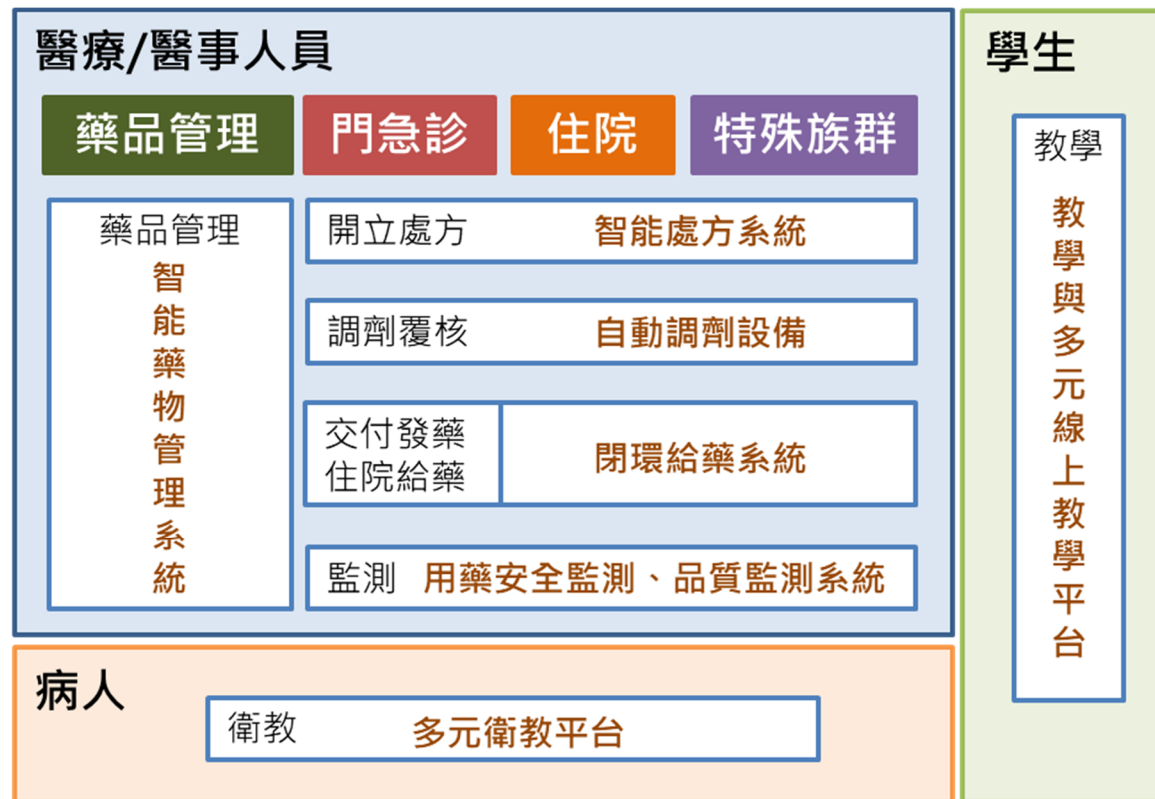 醫療/醫事人員
藥品管理
門急診
住院
特殊族群
藥品管理
智能藥物管理系統
開立處方 智能處方系統
調劑覆核 自動調劑設備
交付發藥
住院給藥
閉環給藥系統
監測 用藥安全監測、品質監測系統
病人
衛教 多元衛教平台
學生
教學
教學與多元線上教學平台